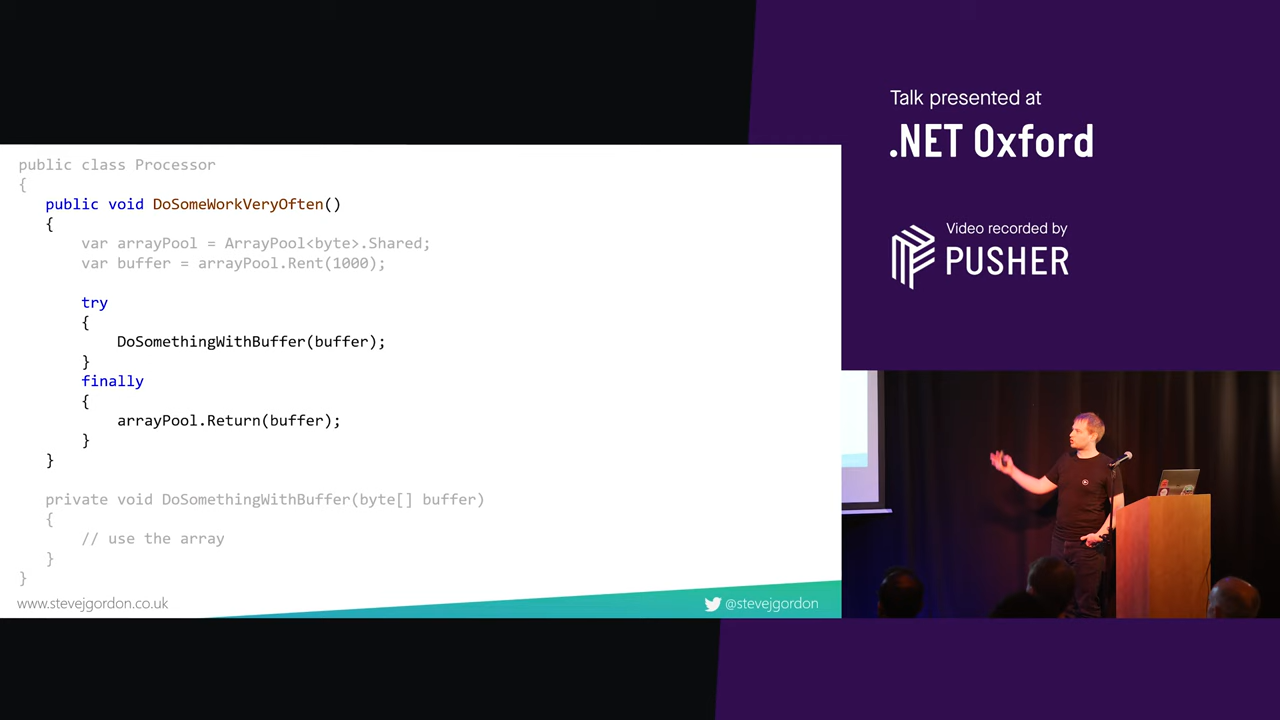 public class Processor
{
public void DoSomeWorkVeryOften()
{
var arrayPool = ArrayPool<byte>.Shared;
var buffer = arrayPool.Rent(1000);
try
{
DoSomethingWithBuffer(buffer);
}
finally
{
arrayPool.Return(buffer);
}
}
private void DoSomethingWithBuffer(byte[] buffer)
{
// use the array
}
}
www.stevejgordon.co.uk
@stevejgordon
Talk presented at
.NET Oxford
Video recorded by
PUSHER